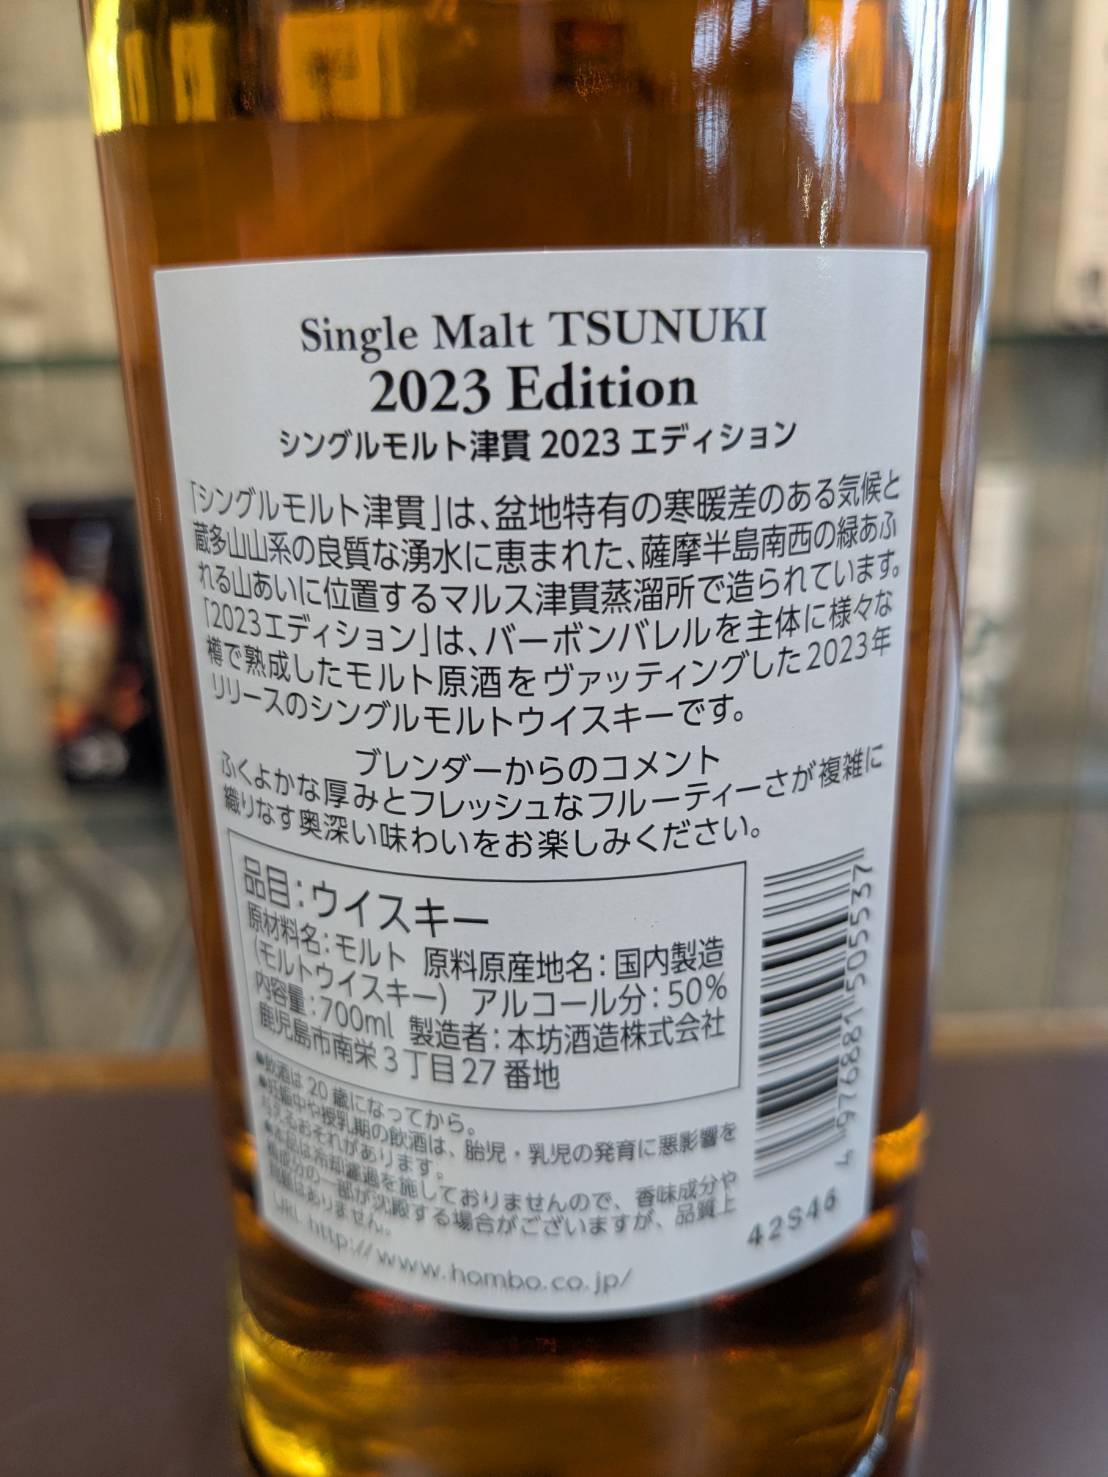 Single Malt TSUNUKI
2023 Edition
シングルモルト津貫 2023 エディション
「シングルモルト津貫」は、盆地特有の寒暖差のある気候と
蔵多山山系の良質な湧水に恵まれた、薩摩半島南西の緑あふ
れる山あいに位置するマルス津貫蒸溜所で造られています。
「2023エディション」は、バーボンバレルを主体に様々な
樽で熟成したモルト原酒をヴァッティングした2023年
リリースのシングルモルトウイスキーです。
ブレンダーからのコメント
ふくよかな厚みとフレッシュなフルーティーさが複雑に
織りなす奥深い味わいをお楽しみください。
品目:ウイスキー
原材料名:モルト 原料原産地名:国内製造
(モルトウイスキー) アルコール分:50%
内容量:700ml 製造者:本坊酒造株式会社
鹿児島市南栄3丁目27番地
●飲酒は20歳になってから。
●妊娠中や授乳期の飲酒は、胎児・乳児の発育に悪影響を
与えるおそれがあります。
●本品は冷却濾過を施しておりませんので、香味成分や
樽成分の一部が沈殿する場合がございますが、品質上
問題はありません。
URL http://www.hombo.co.jp/
4 976881 505537
42S46